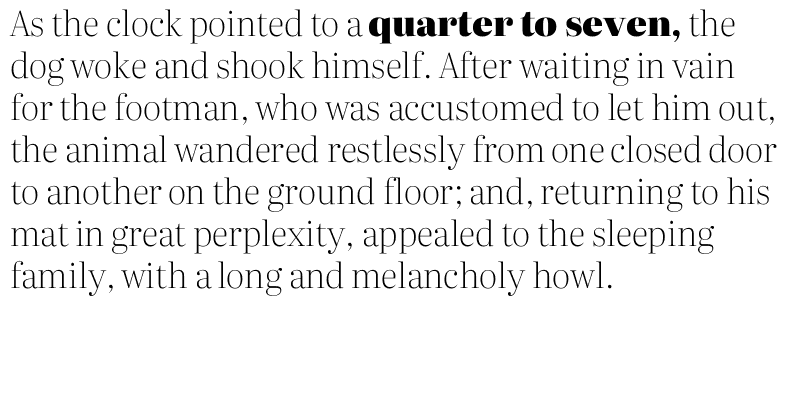 As the clock pointed to a quarter to seven, the
dog woke and shook himself. After waiting in vain
for the footman, who was accustomed to let him out,
the animal wandered restlessly from one closed door
to another on the ground floor; and, returning to his
mat in great perplexity, appealed to the sleeping
family, with a long and melancholy howl.